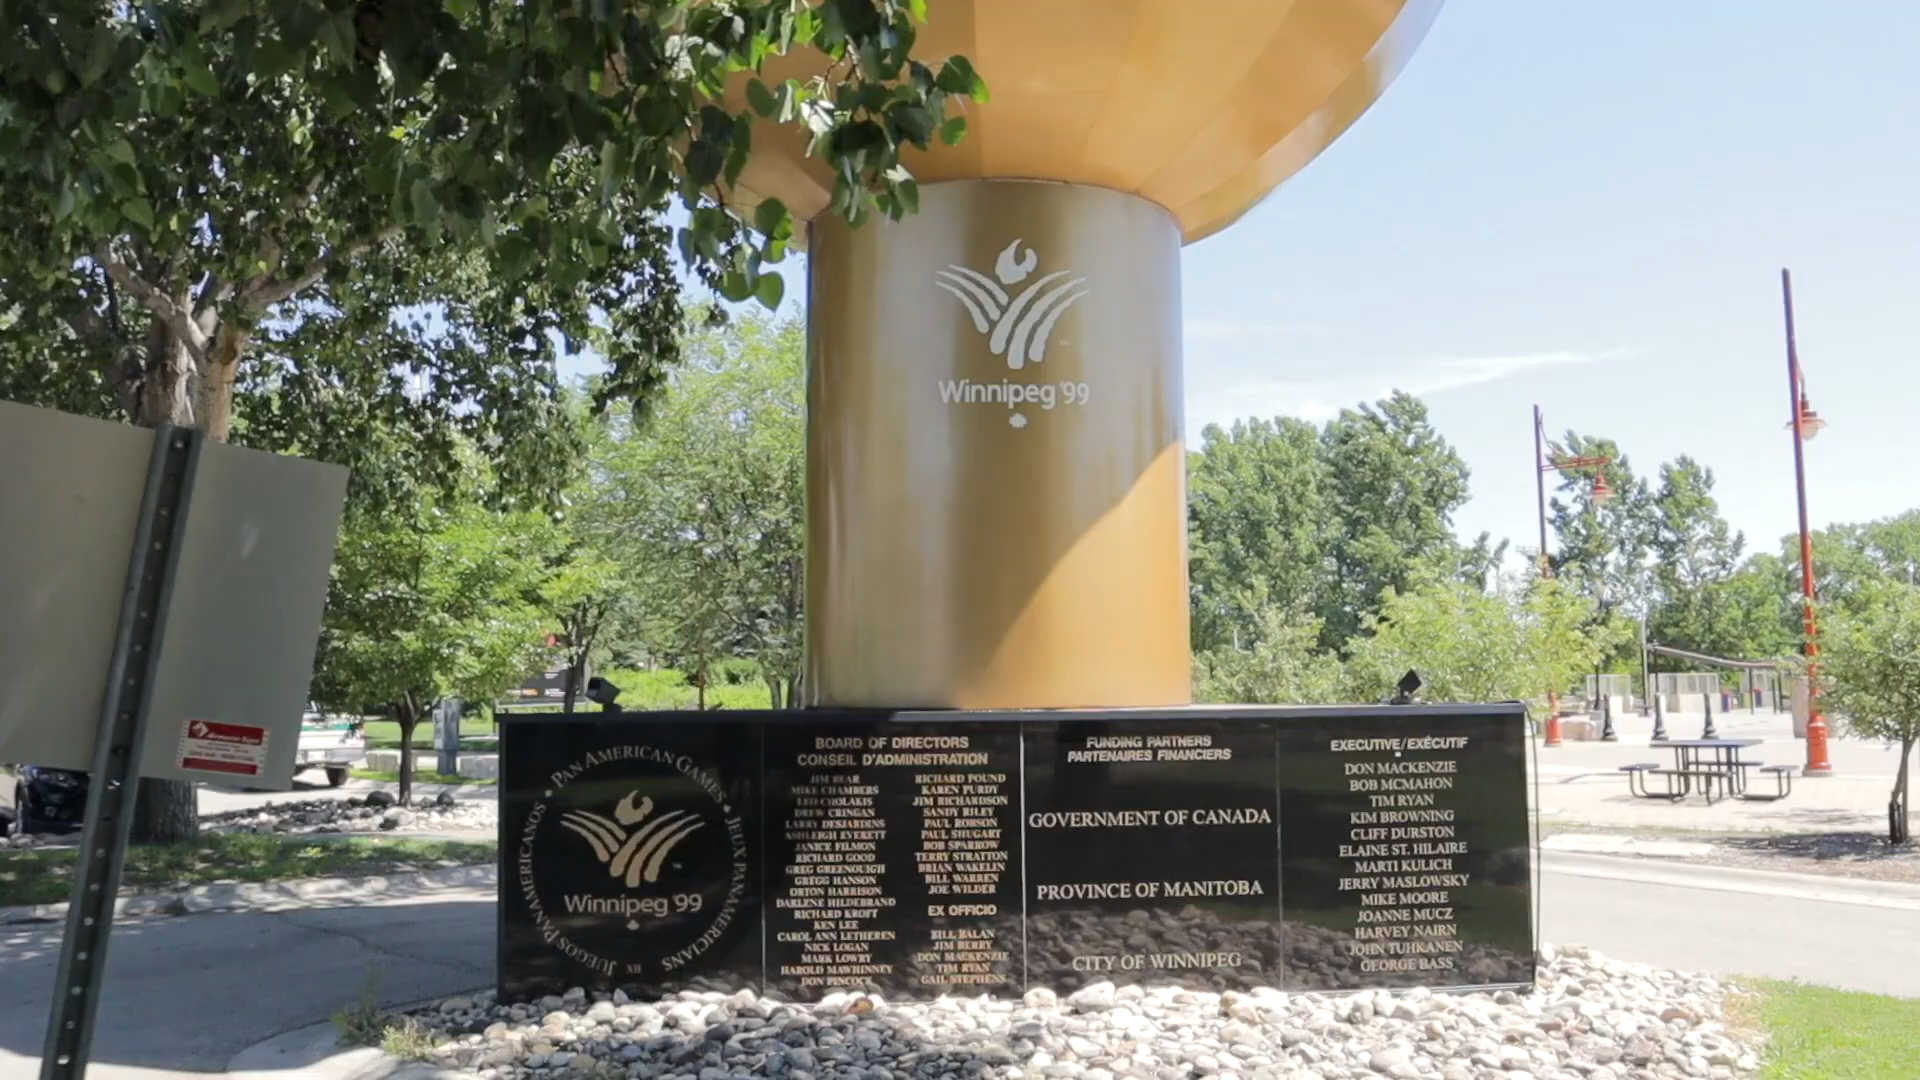 Winnipeg '99
PAN AMERICAN GAMES • JEUX PANAMÉRICIANS
XIII JUEGOS PANAMERICANOS •
Winnipeg '99
BOARD OF DIRECTORS
CONSEIL D'ADMINISTRATION
JIM BEAR
MIKE CHAMBERS
LEO CHOLAKIS
DREW CRINGAN
LARRY DESJARDINS
ASHLEIGH EVERETT
JANICE FILMON
RICHARD GOOD
GREG GREENOUGH
GREGG HANSON
ORTON HARRISON
DARLENE HILDEBRAND
RICHARD KROFT
KEN LEE
CAROL ANN LETHEREN
NICK LOGAN
MARK LOWRY
HAROLD MAWHINNEY
DON PINCOCK
RICHARD POUND
KAREN PURDY
JIM RICHARDSON
SANDY RILEY
PAUL ROBSON
PAUL SHUGART
BOB SPARROW
TERRY STRATTON
BRIAN WAKELIN
BILL WARREN
JOE WILDER
EX OFFICIO
BILL BALAN
JIM BERRY
DON MACKENZIE
TIM RYAN
GAIL STEPHENS
FUNDING PARTNERS
PARTENAIRES FINANCIERS
GOVERNMENT OF CANADA
PROVINCE OF MANITOBA
CITY OF WINNIPEG
EXECUTIVE/EXÉCUTIF
DON MACKENZIE
BOB MCMAHON
TIM RYAN
KIM BROWNING
CLIFF DURSTON
ELAINE ST. HILAIRE
MARTI KULICH
JERRY MASLOWSKY
MIKE MOORE
JOANNE MUCZ
HARVEY NAIRN
JOHN TUHKANEN
GEORGE BASS